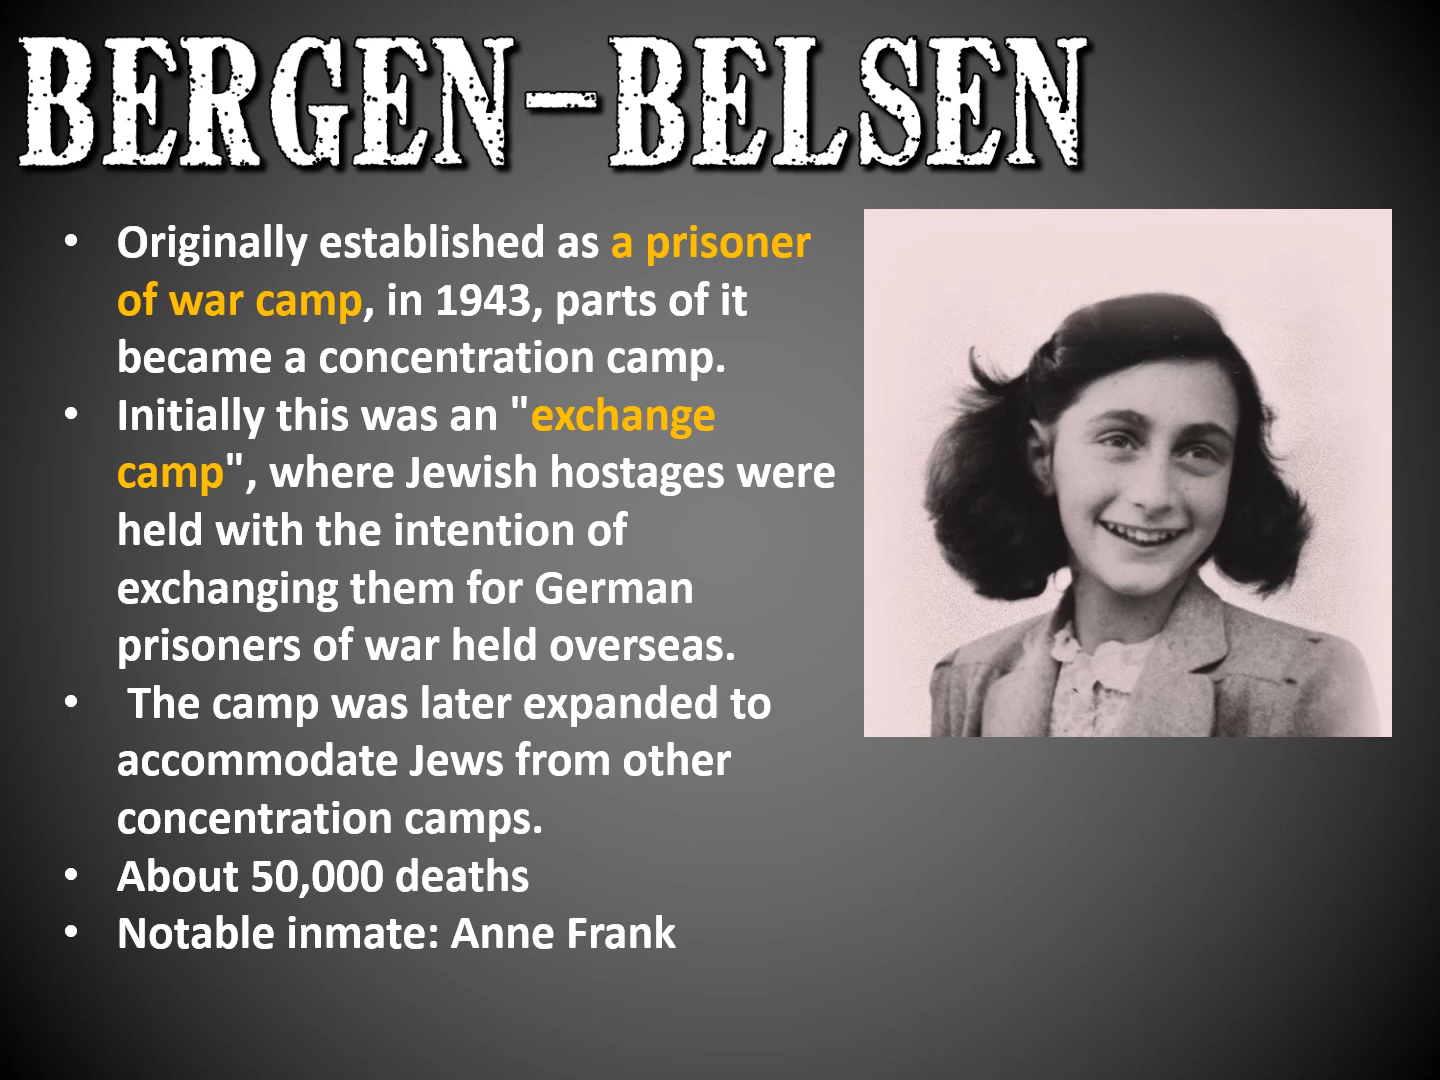 BERGEN-BELSEN
• Originally established as a prisoner
of war camp, in 1943, parts of it
became a concentration camp.
• Initially this was an "exchange
camp", where Jewish hostages were
held with the intention of
exchanging them for German
prisoners of war held overseas.
• The camp was later expanded to
accommodate Jews from other
concentration camps.
• About 50,000 deaths
• Notable inmate: Anne Frank